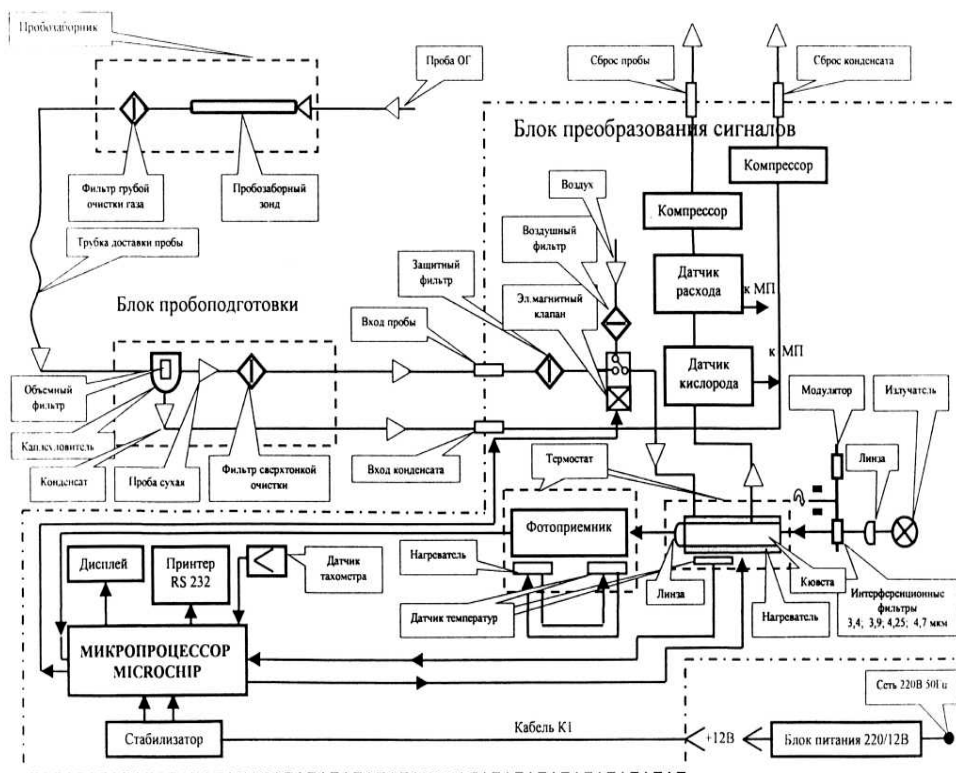 Пробозаборник
Проба ОГ
Сброс пробы
Сброс конденсата
Блок преобразования сигналов
Компрессор
Компрессор
Фильтр грубой
очистки газа
Пробозаборный
зонд
Воздух
Воздушный
фильтр
Трубка доставки пробы
Защитный
фильтр
Эл.магнитный
клапан
Датчик
расхода
к МП
Блок пробоподготовки
Вход пробы
Датчик
кислорода
к МП
Объемный
фильтр
Модулятор
Излучатель
Каплеуловитель
Конденсат
Проба сухая
Фильтр сверхтонкой
очистки
Вход конденсата
Термостат
Линза
Фотоприемник
Дисплей
Принтер
RS 232
Датчик
тахометра
Нагреватель
Датчик температур
Линза
Кювета
Нагреватель
Интерференционные
фильтры
3,4; 3,9; 4,25; 4,7 мкм
МИКРОПРОЦЕССОР
MICROCHIP
Сеть 220В 50Гц
Стабилизатор
Кабель К1
+12В
Блок питания 220/12В